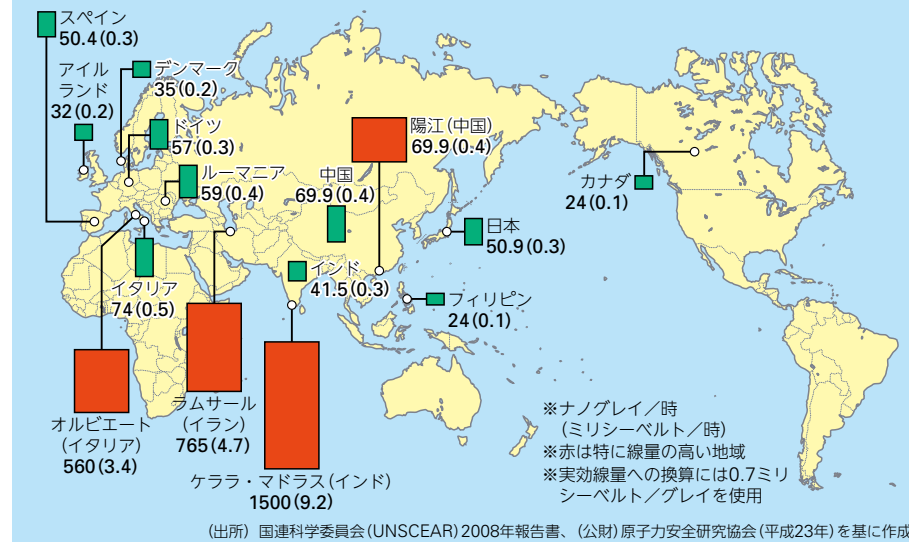 スペイン
50.4(0.3)
アイル
ランド
32(0.2)
デンマーク
35(0.2)
ドイツ
57(0.3)
ルーマニア
59(0.4)
中国
69.9(0.4)
陽江(中国)
69.9(0.4)
カナダ
24(0.1)
日本
50.9(0.3)
イタリア
74(0.5)
インド
41.5(0.3)
フィリピン
24(0.1)
オルビエート
(イタリア)
560(3.4)
ラムサール
(イラン)
765(4.7)
ケララ・マドラス(インド)
1500(9.2)
※ナノグレイ／時
(ミリシーベルト／時)
※赤は特に線量の高い地域
※実効線量への換算には0.7ミリ
シーベルト／グレイを使用
(出所) 国連科学委員会(UNSCEAR)2008年報告書、(公財)原子力安全研究協会(平成23年)を基に作成